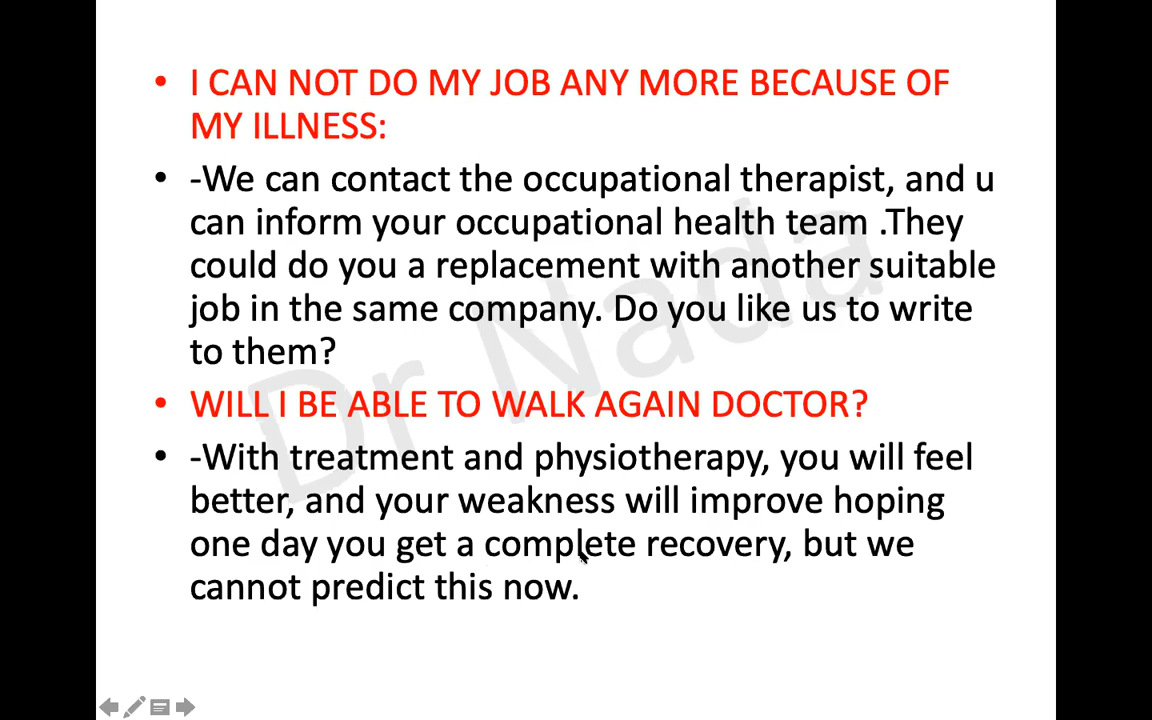 • I CAN NOT DO MY JOB ANY MORE BECAUSE OF
MY ILLNESS:
• -We can contact the occupational therapist, and u
can inform your occupational health team .They
could do you a replacement with another suitable
job in the same company. Do you like us to write
to them?
• WILL I BE ABLE TO WALK AGAIN DOCTOR?
• -With treatment and physiotherapy, you will feel
better, and your weakness will improve hoping
one day you get a complete recovery, but we
cannot predict this now.
Dr Nada